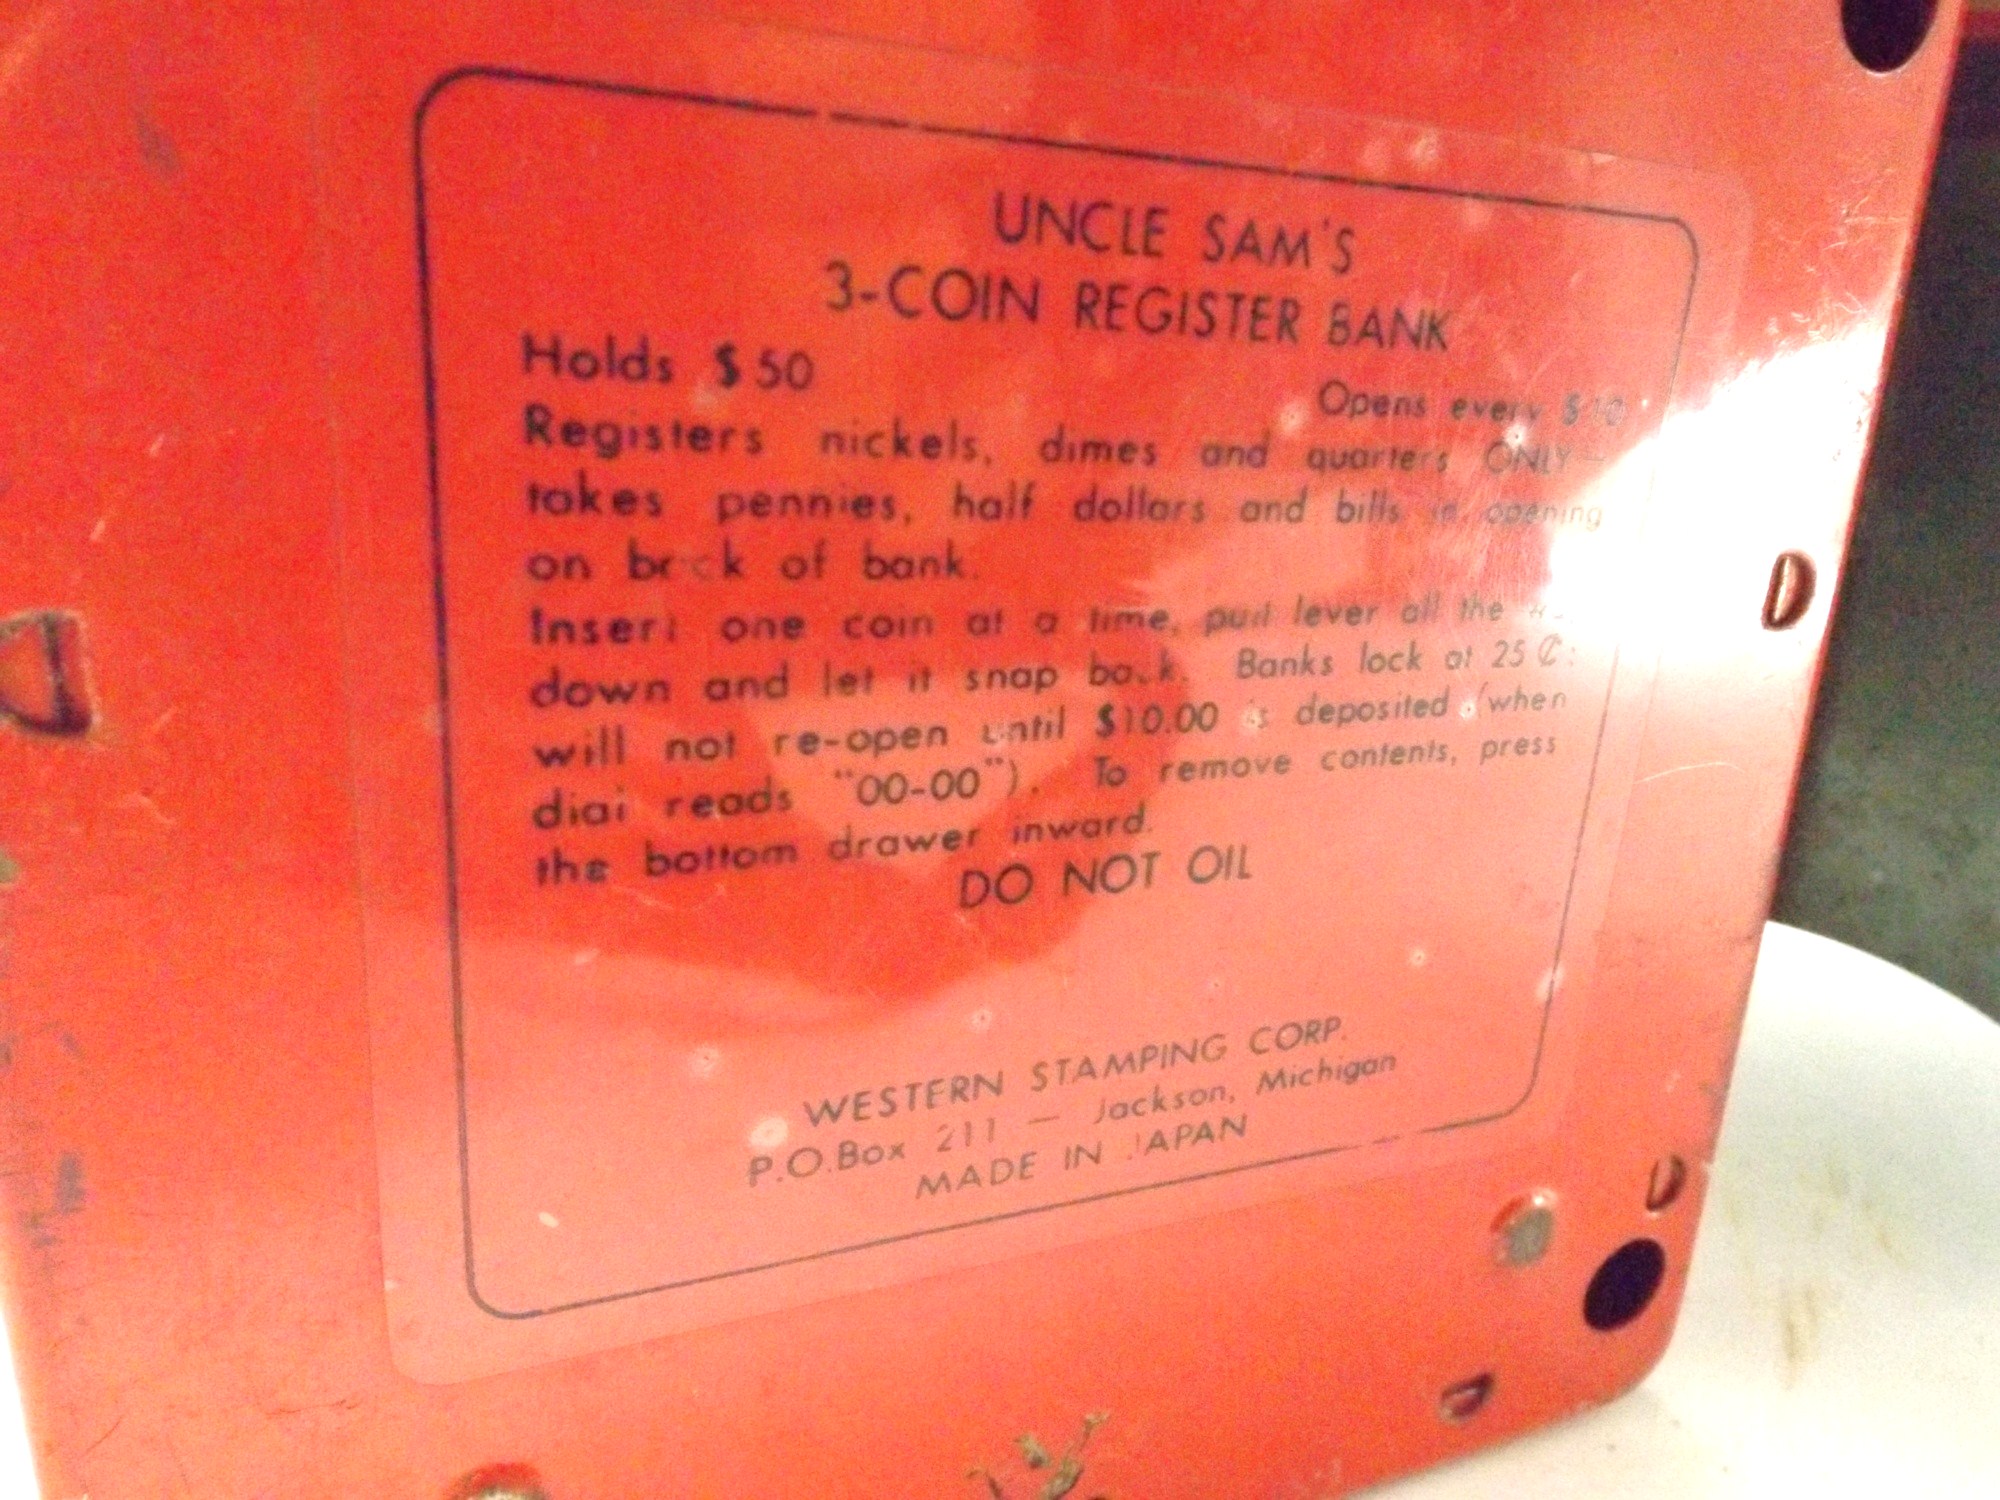 UNCLE SAM'S
3-COIN REGISTER BANK
Holds $50
Opens every $10
Registers nickels, dimes and quarters ONLY—
takes pennies, half dollars and bills in opening
on back of bank.
Insert one coin at a time, pull lever all the
down and let it snap back. Banks lock at 25¢:
will not re-open until $10.00 is deposited (when
dial reads "00-00"). To remove contents, press
the bottom drawer inward.
DO NOT OIL
WESTERN STAMPING CORP.
P.O.Box 211 — Jackson, Michigan
MADE IN JAPAN